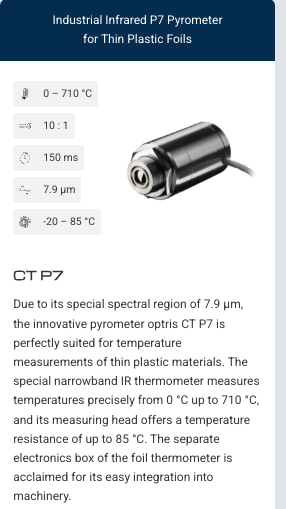 Industrial Infrared P7 Pyrometer
for Thin Plastic Foils
0 – 710 °C
10 : 1
150 ms
7.9 µm
-20 – 85 °C
CT P7
Due to its special spectral region of 7.9 µm,
the innovative pyrometer optris CT P7 is
perfectly suited for temperature
measurements of thin plastic materials. The
special narrowband IR thermometer measures
temperatures precisely from 0 °C up to 710 °C,
and its measuring head offers a temperature
resistance of up to 85 °C. The separate
electronics box of the foil thermometer is
acclaimed for its easy integration into
machinery.